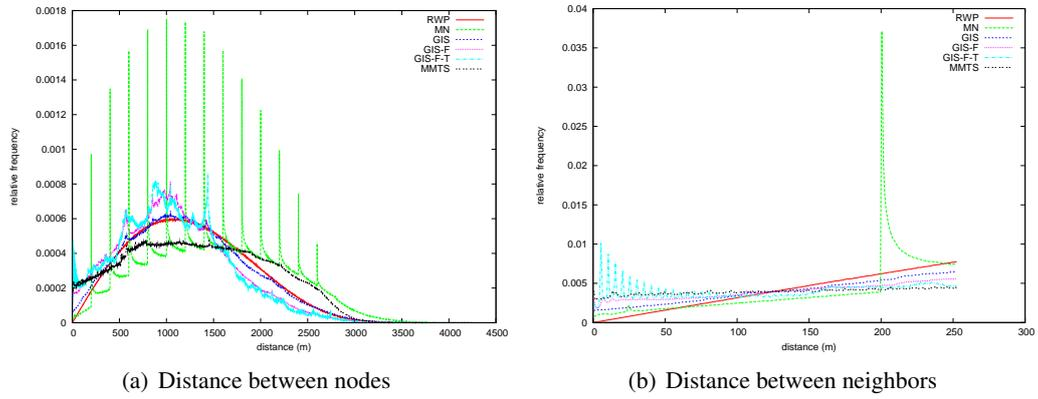 0.0018
0.0016
0.0014
0.0012
0.001
0.0008
0.0006
0.0004
0.0002
0
relative frequency
RWP
MN
GIS
GIS-F
GIS-F-T
MMTS
0 500 1000 1500 2000 2500 3000 3500 4000 4500
distance (m)
(a) Distance between nodes
0.04
0.035
0.03
0.025
0.02
0.015
0.01
0.005
0
relative frequency
RWP
MN
GIS
GIS-F
GIS-F-T
MMTS
0 50 100 150 200 250 300
distance (m)
(b) Distance between neighbors